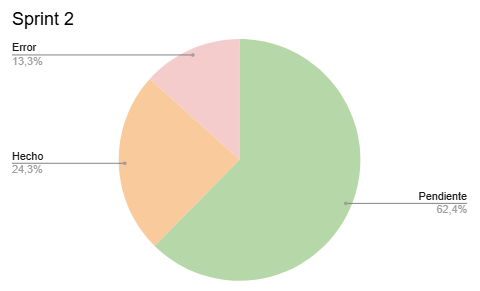 Sprint 2
Error
13,3%
Hecho
24,3%
Pendiente
62,4%